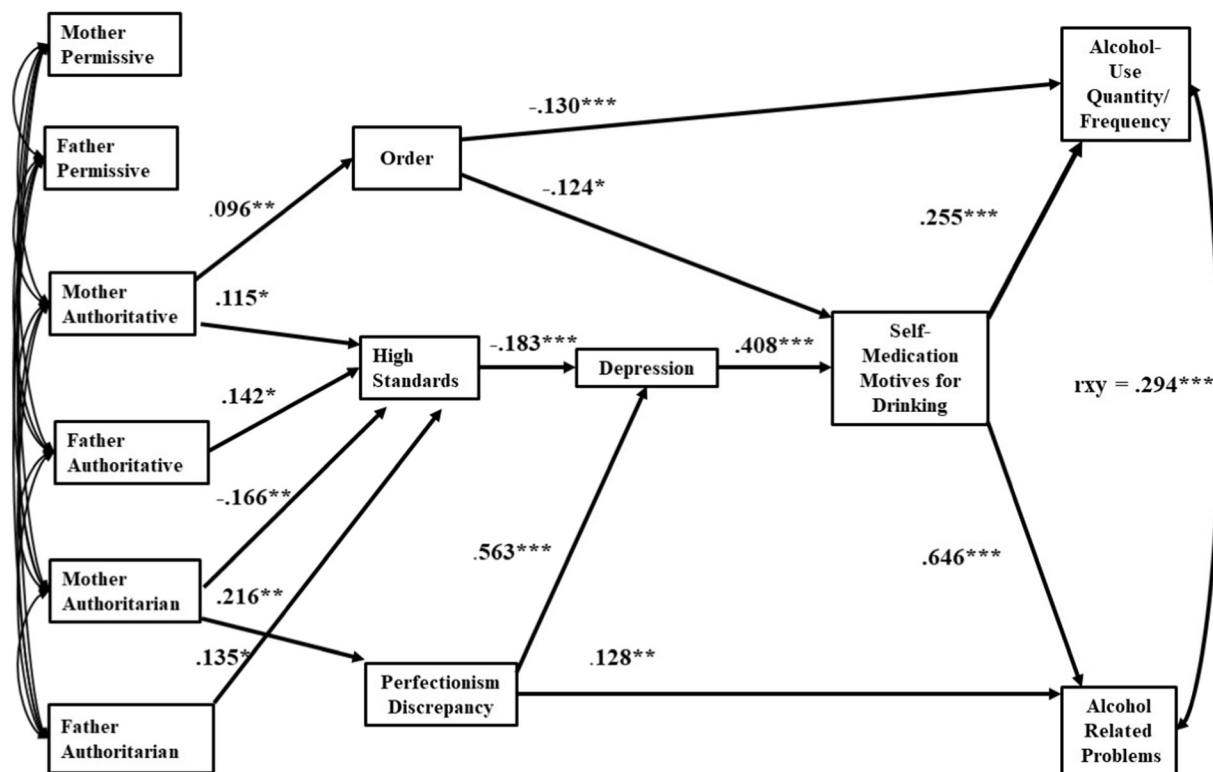 Mother
Permissive
Alcohol-
Use
Quantity/
Frequency
-.130***
Father
Permissive
Order
-.124*
.096**
.255***
Mother
Authoritative
.115*
Self-
Medication
Motives for
Drinking
High
Standards
-.183***
Depression
.408***
rxy = .294***
.142*
Father
Authoritative
-.166**
.563***
.646***
Mother
Authoritarian
.216**
.135*
.128**
Perfectionism
Discrepancy
Father
Authoritarian
Alcohol
Related
Problems